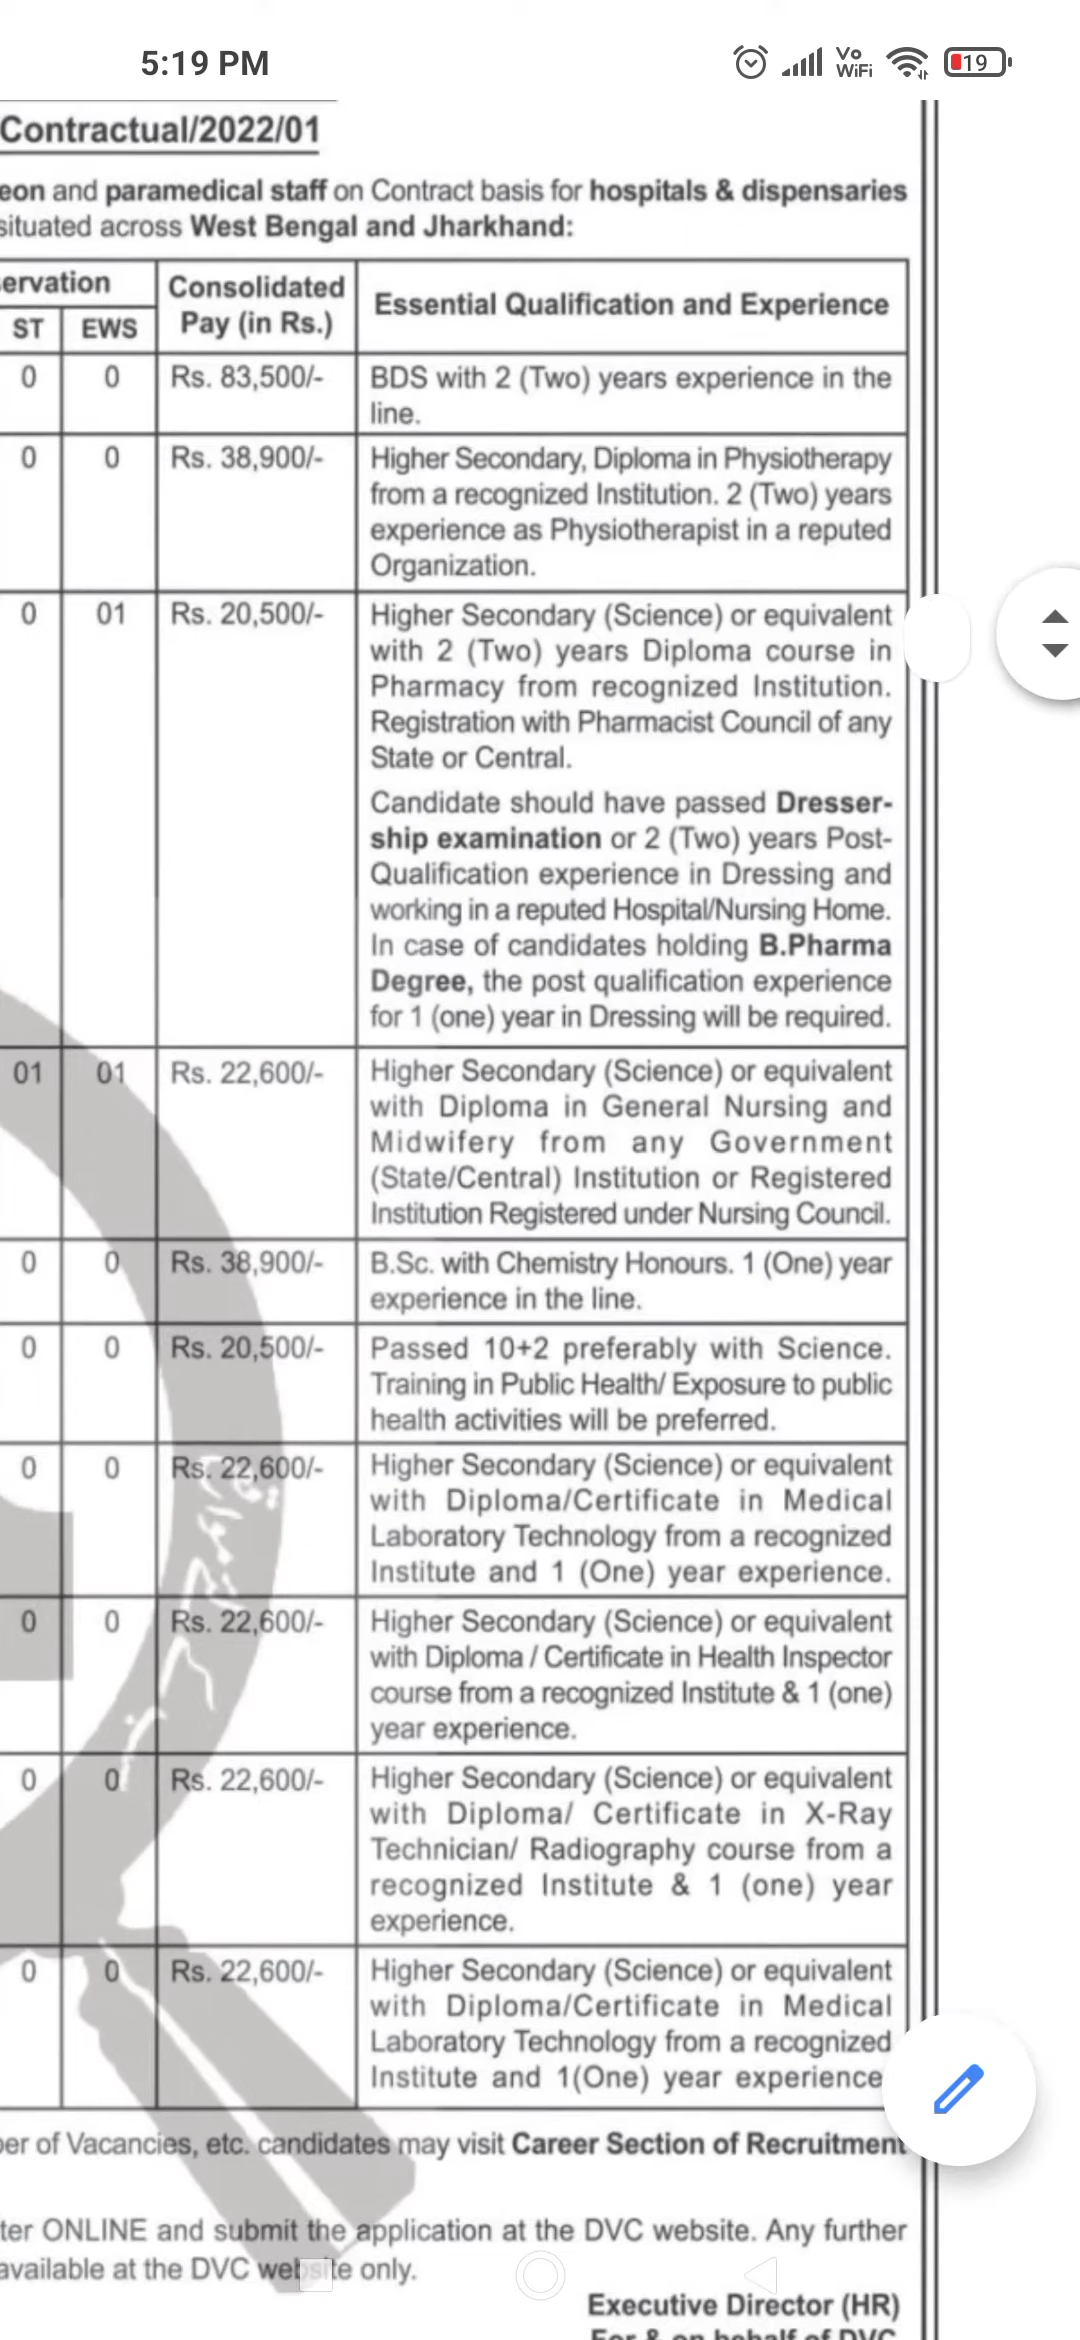 5:19 PM
Vo
WiFi
19
Contractual/2022/01
eon and paramedical staff on Contract basis for hospitals & dispensaries
situated across West Bengal and Jharkhand:
ervation
Consolidated
Pay (in Rs.)
Essential Qualification and Experience
ST EWS
0 0 Rs. 83,500/- BDS with 2 (Two) years experience in the
line.
0 0 Rs. 38,900/- Higher Secondary, Diploma in Physiotherapy
from a recognized Institution. 2 (Two) years
experience as Physiotherapist in a reputed
Organization.
0 01 Rs. 20,500/- Higher Secondary (Science) or equivalent
with 2 (Two) years Diploma course in
Pharmacy from recognized Institution.
Registration with Pharmacist Council of any
State or Central.
Candidate should have passed Dresser-
ship examination or 2 (Two) years Post-
Qualification experience in Dressing and
working in a reputed Hospital/Nursing Home.
In case of candidates holding B.Pharma
Degree, the post qualification experience
for 1 (one) year in Dressing will be required.
01 01 Rs. 22,600/- Higher Secondary (Science) or equivalent
with Diploma in General Nursing and
Midwifery from any Government
(State/Central) Institution or Registered
Institution Registered under Nursing Council.
0 0 Rs. 38,900/- B.Sc. with Chemistry Honours. 1 (One) year
experience in the line.
0 0 Rs. 20,500/- Passed 10+2 preferably with Science.
Training in Public Health/ Exposure to public
health activities will be preferred.
0 0 Rs. 22,600/- Higher Secondary (Science) or equivalent
with Diploma/Certificate in Medical
Laboratory Technology from a recognized
Institute and 1 (One) year experience.
0 0 Rs. 22,600/- Higher Secondary (Science) or equivalent
with Diploma / Certificate in Health Inspector
course from a recognized Institute & 1 (one)
year experience.
0 0 Rs. 22,600/- Higher Secondary (Science) or equivalent
with Diploma/ Certificate in X-Ray
Technician/ Radiography course from a
recognized Institute & 1 (one) year
experience.
0 0 Rs. 22,600/- Higher Secondary (Science) or equivalent
with Diploma/Certificate in Medical
Laboratory Technology from a recognized
Institute and 1(One) year experience
ber of Vacancies, etc. candidates may visit Career Section of Recruitment
ter ONLINE and submit the application at the DVC website. Any further
available at the DVC website only.
Executive Director (HR)
For & on behalf of DVC